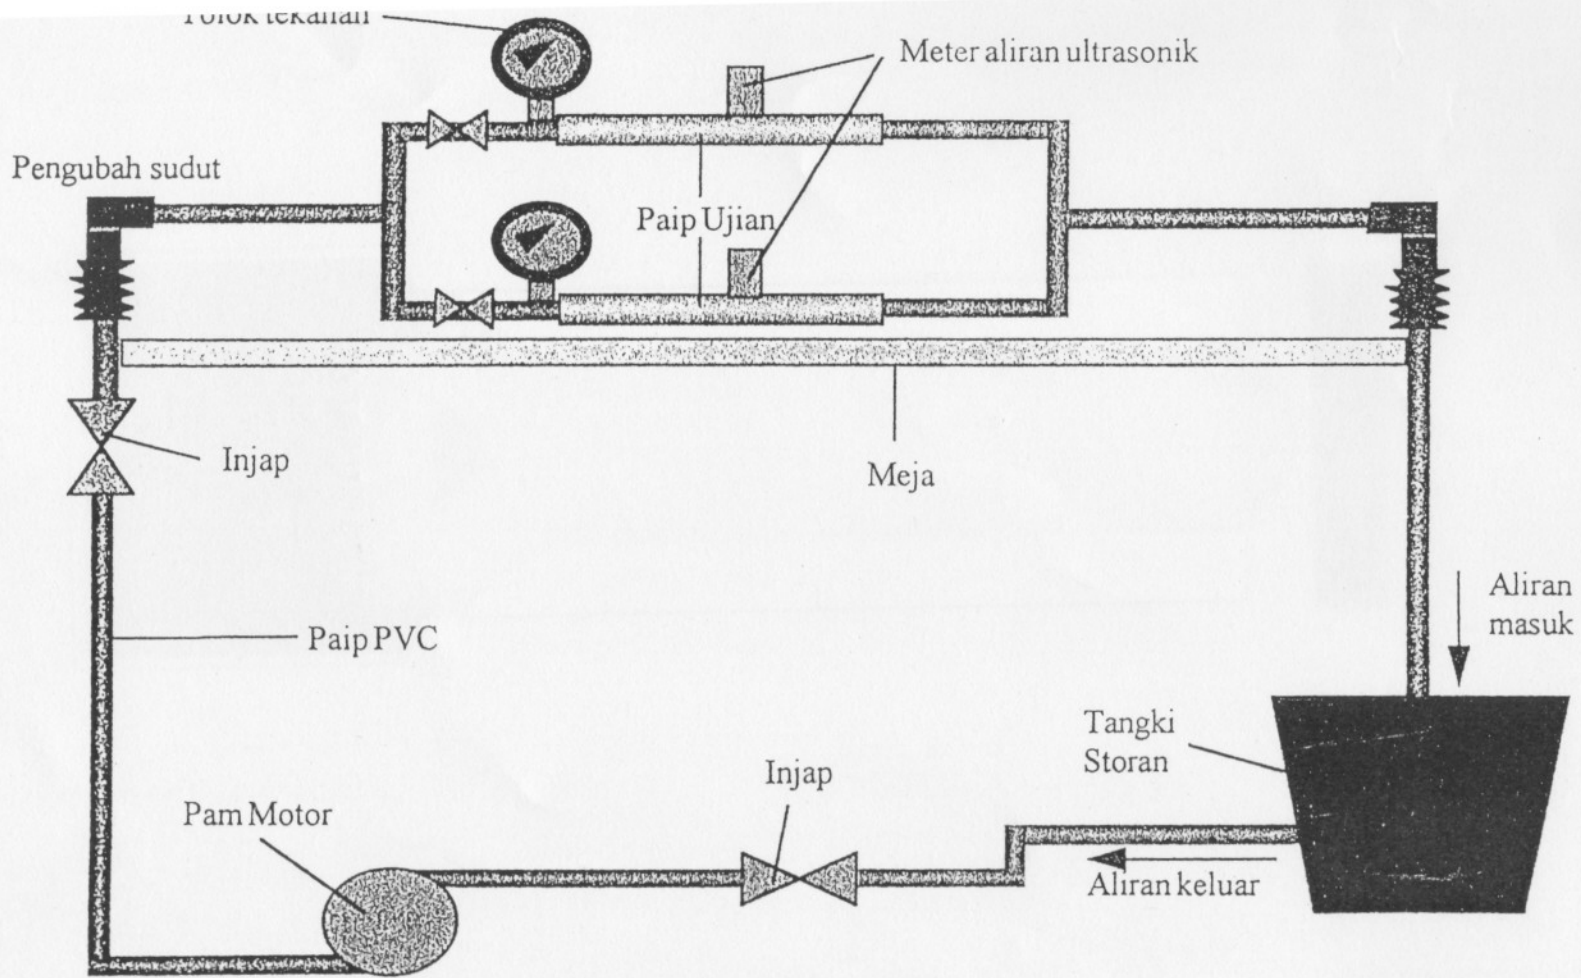 tekanan
Meter aliran ultrasonik
Pengubah sudut
Paip Ujian
Injap
Meja
Aliran
masuk
Paip PVC
Tangki
Storan
Injap
Pam Motor
Aliran keluar